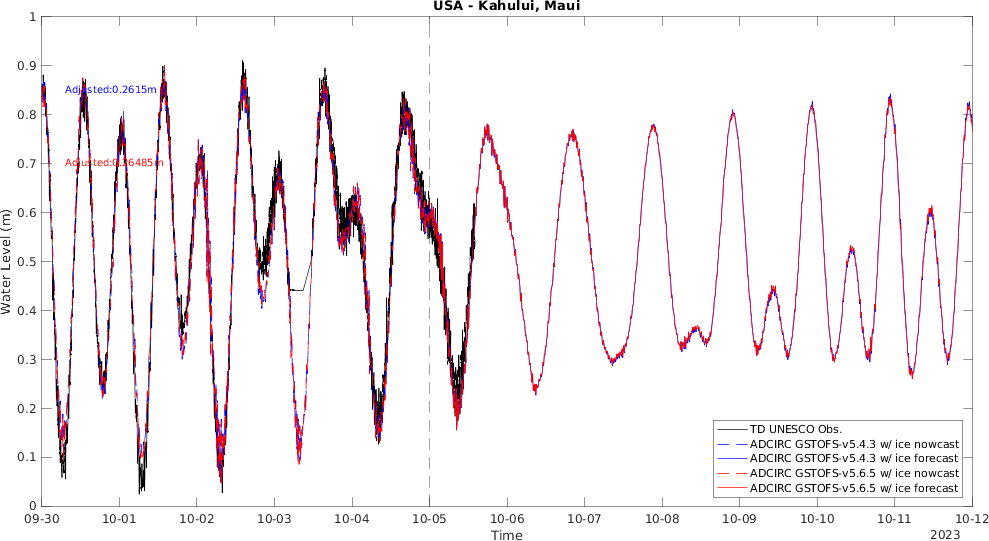 USA - Kahului, Maui
1
0.9
Adjusted:0.2615m
0.8
0.7
Adjusted:0.26485m
0.6
0.5
0.4
0.3
0.2
0.1
0
Water Level (m)
TD UNESCO Obs.
ADCIRC GSTOFS-v5.4.3 w/ ice nowcast
ADCIRC GSTOFS-v5.4.3 w/ ice forecast
ADCIRC GSTOFS-v5.6.5 w/ ice nowcast
ADCIRC GSTOFS-v5.6.5 w/ ice forecast
09-30 10-01 10-02 10-03 10-04 10-05 10-06 10-07 10-08 10-09 10-10 10-11 10-12
Time
2023